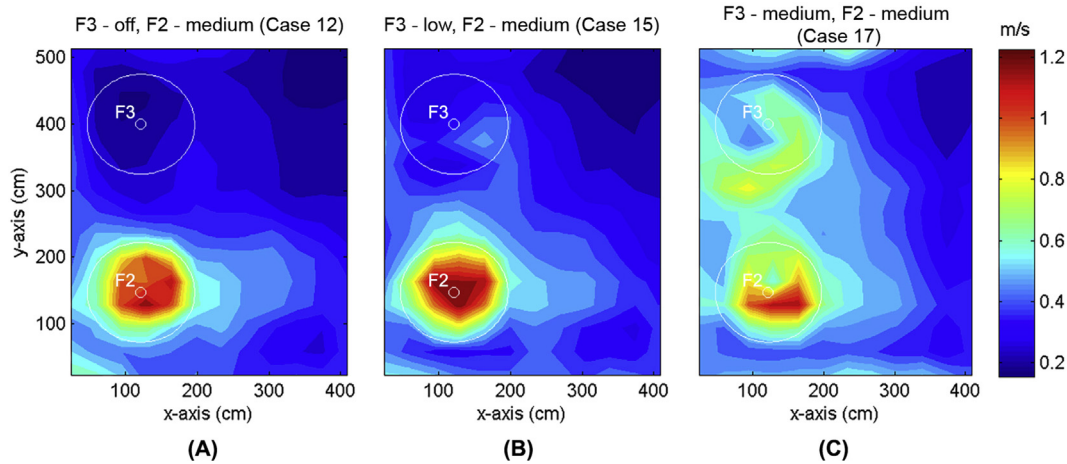 F3 - off, F2 - medium (Case 12)
F3 - low, F2 - medium (Case 15)
F3 - medium, F2 - medium
(Case 17)
m/s
500
400
300
200
100
y-axis (cm)
F3
F2
100 200 300 400
x-axis (cm)
(A)
F3
F2
100 200 300 400
x-axis (cm)
(B)
F3
F2
100 200 300 400
x-axis (cm)
(C)
1.2
1
0.8
0.6
0.4
0.2